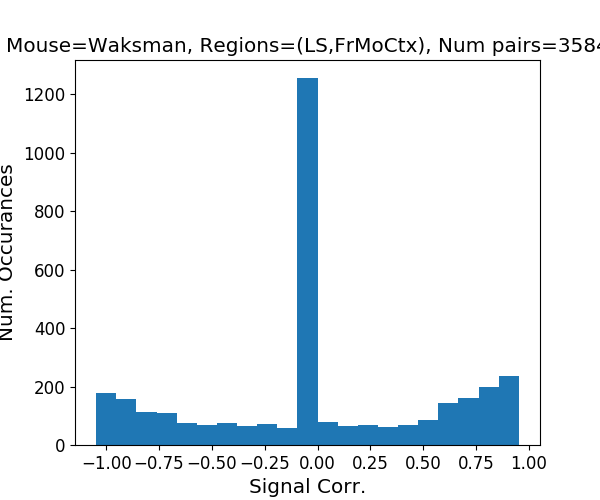 Mouse=Waksman, Regions=(LS,FrMoCtx), Num pairs=3584
1200
1000
800
600
400
200
0
Num. Occurances
−1.00 −0.75 −0.50 −0.25 0.00 0.25 0.50 0.75 1.00
Signal Corr.